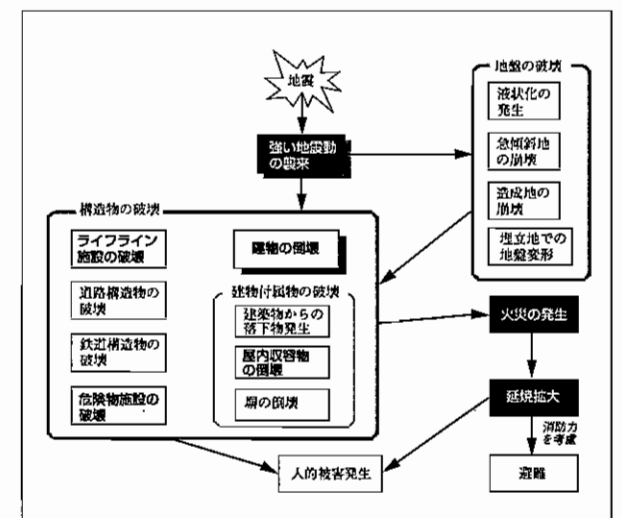 地震
強い地震動
の襲来
地盤の破壊
液状化の
発生
急傾斜地
の崩壊
造成地の
崩壊
埋立地での
地盤変形
構造物の破壊
ライフライン
施設の破壊
道路構造物の
破壊
鉄道構造物の
破壊
危険物施設の
破壊
建物の倒壊
建物付属物の破壊
建築物からの
落下物発生
屋内収容物
の倒壊
塀の倒壊
火災の発生
延焼拡大
消防力
を考慮
避難
人的被害発生